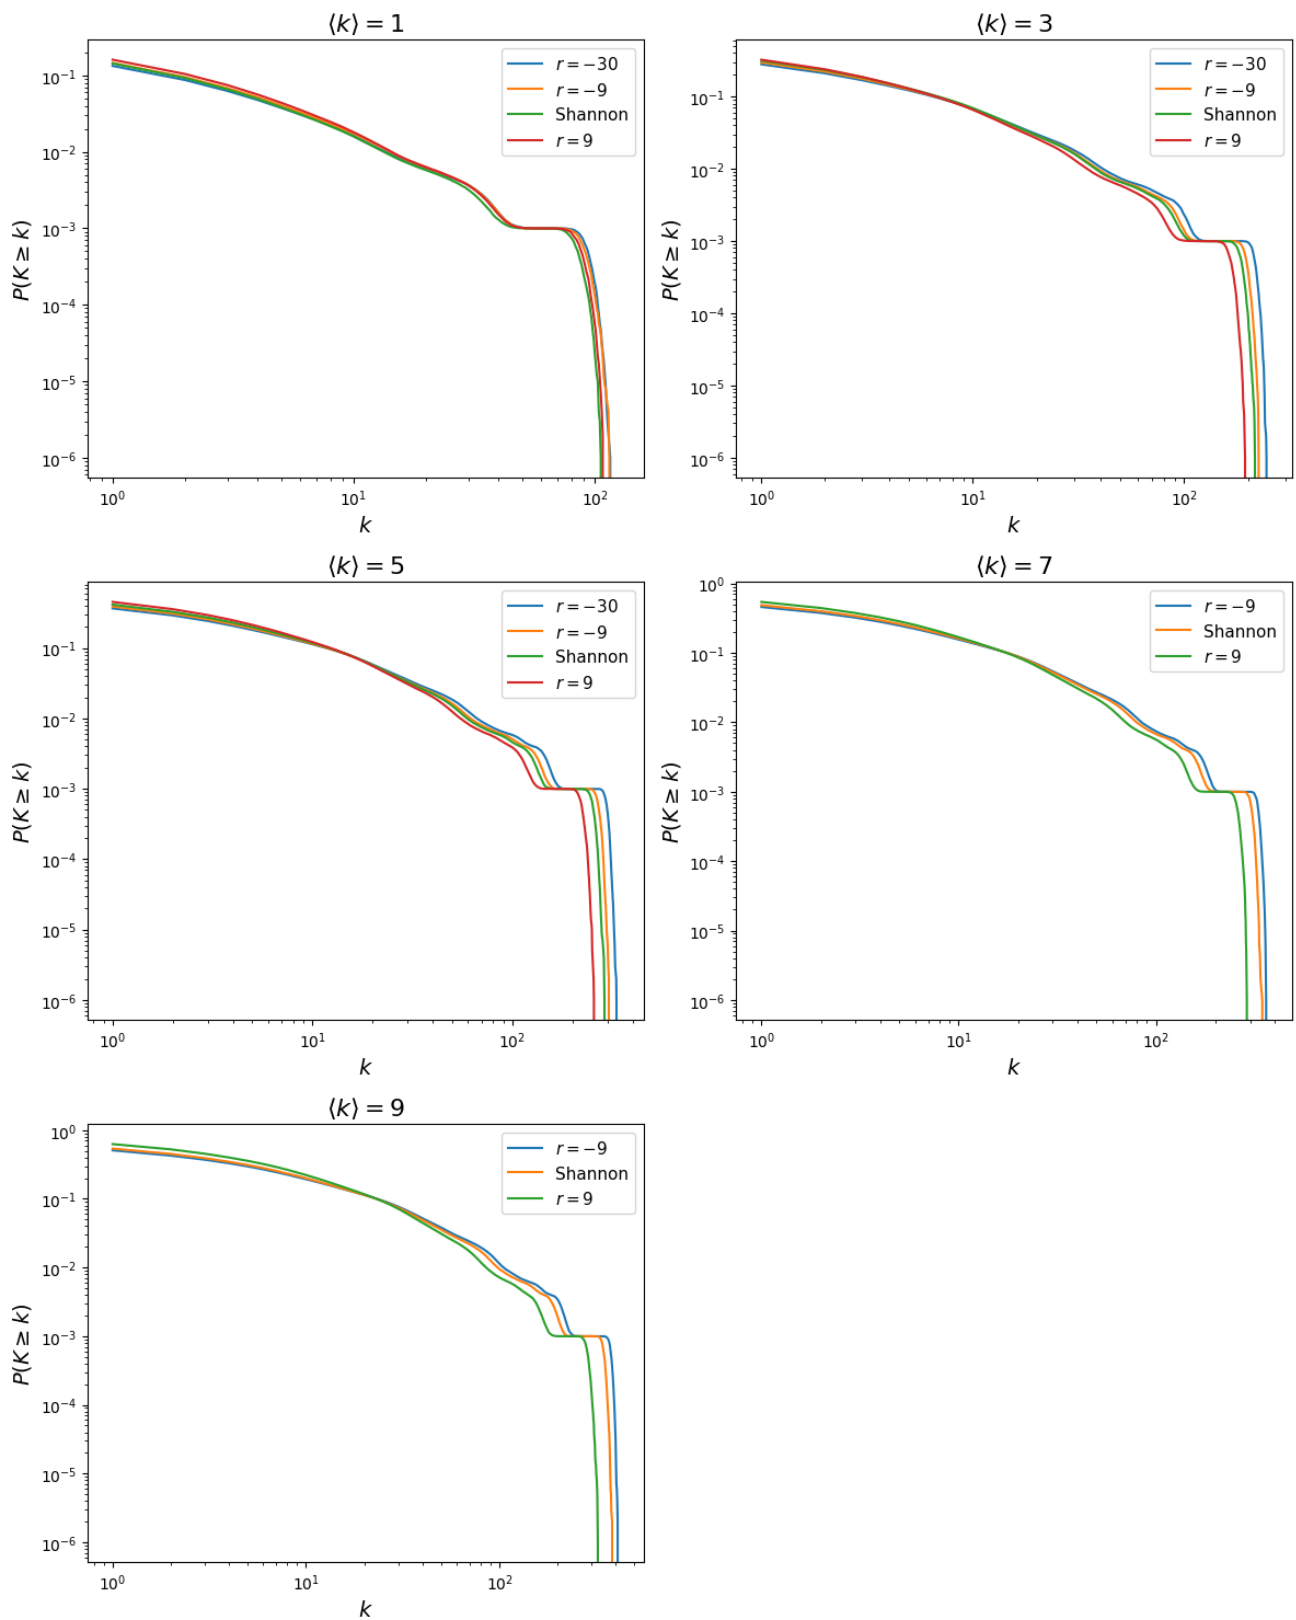 ⟨k⟩ = 1
P(K ≥ k)
10⁻¹
10⁻²
10⁻³
10⁻⁴
10⁻⁵
10⁻⁶
r = −30
r = −9
Shannon
r = 9
10⁰ 10¹ 10²
k
⟨k⟩ = 3
P(K ≥ k)
10⁻¹
10⁻²
10⁻³
10⁻⁴
10⁻⁵
10⁻⁶
r = −30
r = −9
Shannon
r = 9
10⁰ 10¹ 10²
k
⟨k⟩ = 5
P(K ≥ k)
10⁻¹
10⁻²
10⁻³
10⁻⁴
10⁻⁵
10⁻⁶
r = −30
r = −9
Shannon
r = 9
10⁰ 10¹ 10²
k
⟨k⟩ = 7
P(K ≥ k)
10⁰
10⁻¹
10⁻²
10⁻³
10⁻⁴
10⁻⁵
10⁻⁶
r = −9
Shannon
r = 9
10⁰ 10¹ 10²
k
⟨k⟩ = 9
P(K ≥ k)
10⁰
10⁻¹
10⁻²
10⁻³
10⁻⁴
10⁻⁵
10⁻⁶
r = −9
Shannon
r = 9
10⁰ 10¹ 10²
k